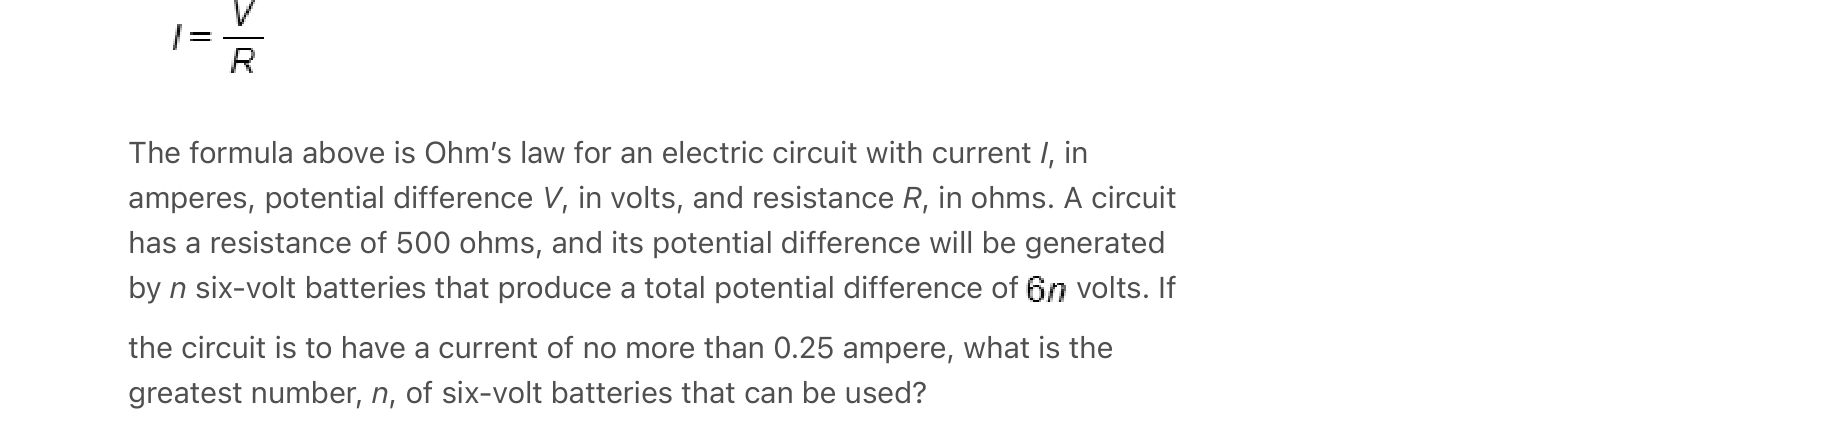 I = V/R
The formula above is Ohm’s law for an electric circuit with current I, in
amperes, potential difference V, in volts, and resistance R, in ohms. A circuit
has a resistance of 500 ohms, and its potential difference will be generated
by n six-volt batteries that produce a total potential difference of 6n volts. If
the circuit is to have a current of no more than 0.25 ampere, what is the
greatest number, n, of six-volt batteries that can be used?